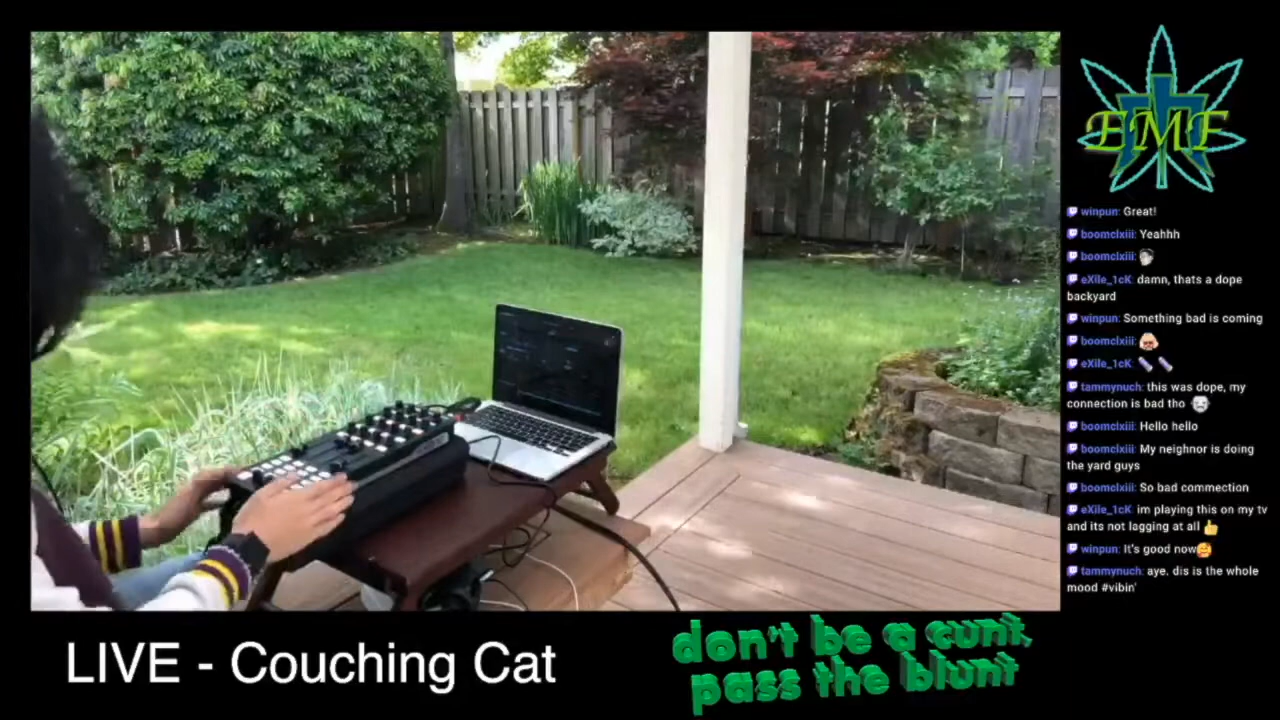 EMF
winpun: Great!
boomclxiii: Yeahhh
boomclxiii:
eXile_1cK: damn, thats a dope
backyard
winpun: Something bad is coming
boomclxiii:
eXile_1cK:
tammynuch: this was dope, my
connection is bad tho
boomclxiii: Hello hello
boomclxiii: My neighnor is doing
the yard guys
boomclxiii: So bad commection
eXile_1cK: im playing this on my tv
and its not lagging at all
winpun: It's good now
tammynuch: aye. dis is the whole
mood #vibin'
LIVE - Couching Cat
don't be a cunt,
pass the blunt